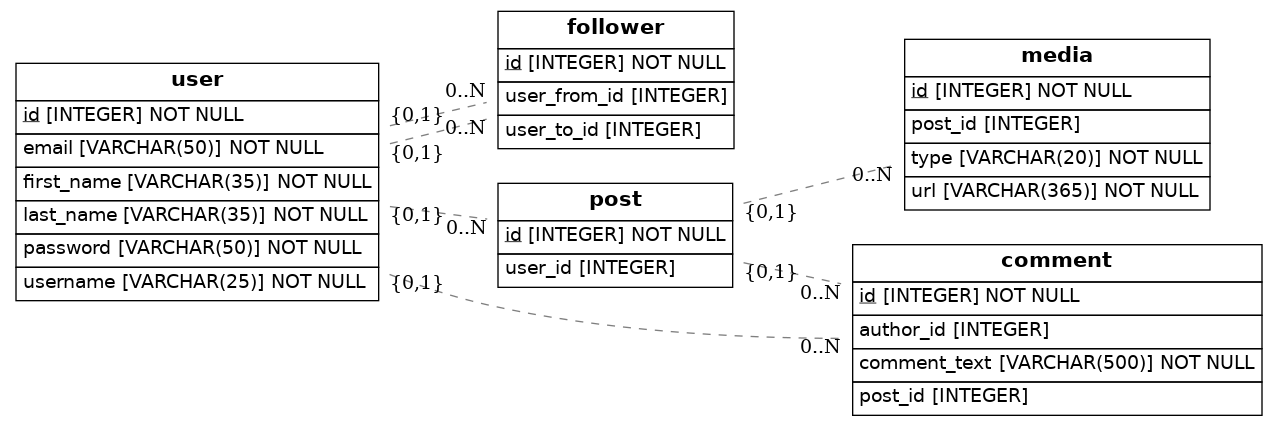 user
id [INTEGER] NOT NULL
email [VARCHAR(50)] NOT NULL
first_name [VARCHAR(35)] NOT NULL
last_name [VARCHAR(35)] NOT NULL
password [VARCHAR(50)] NOT NULL
username [VARCHAR(25)] NOT NULL
0..N
{0,1}
0..N
{0,1}
{0,1}
0..N
{0,1}
follower
id [INTEGER] NOT NULL
user_from_id [INTEGER]
user_to_id [INTEGER]
post
id [INTEGER] NOT NULL
user_id [INTEGER]
0..N
{0,1}
{0,1}
0..N
0..N
media
id [INTEGER] NOT NULL
post_id [INTEGER]
type [VARCHAR(20)] NOT NULL
url [VARCHAR(365)] NOT NULL
comment
id [INTEGER] NOT NULL
author_id [INTEGER]
comment_text [VARCHAR(500)] NOT NULL
post_id [INTEGER]